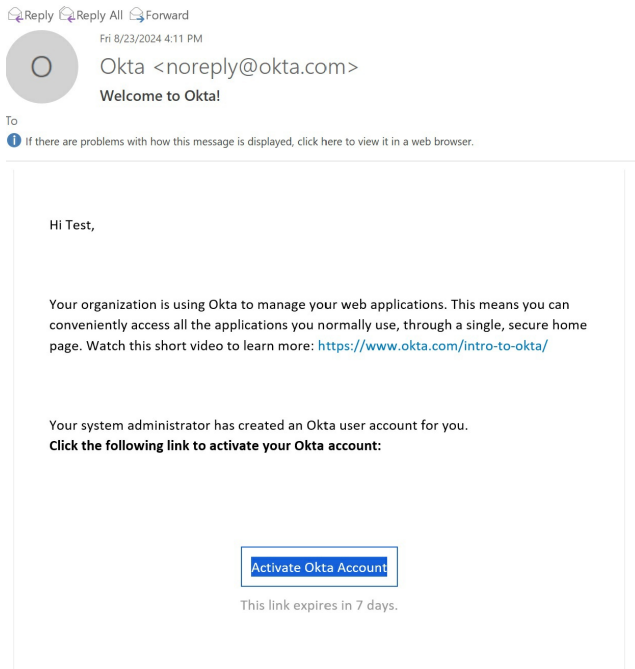 Reply Reply All Forward
Fri 8/23/2024 4:11 PM
O
Okta <noreply@okta.com>
Welcome to Okta!
To
i If there are problems with how this message is displayed, click here to view it in a web browser.
Hi Test,
Your organization is using Okta to manage your web applications. This means you can
conveniently access all the applications you normally use, through a single, secure home
page. Watch this short video to learn more: https://www.okta.com/intro-to-okta/
Your system administrator has created an Okta user account for you.
Click the following link to activate your Okta account:
Activate Okta Account
This link expires in 7 days.